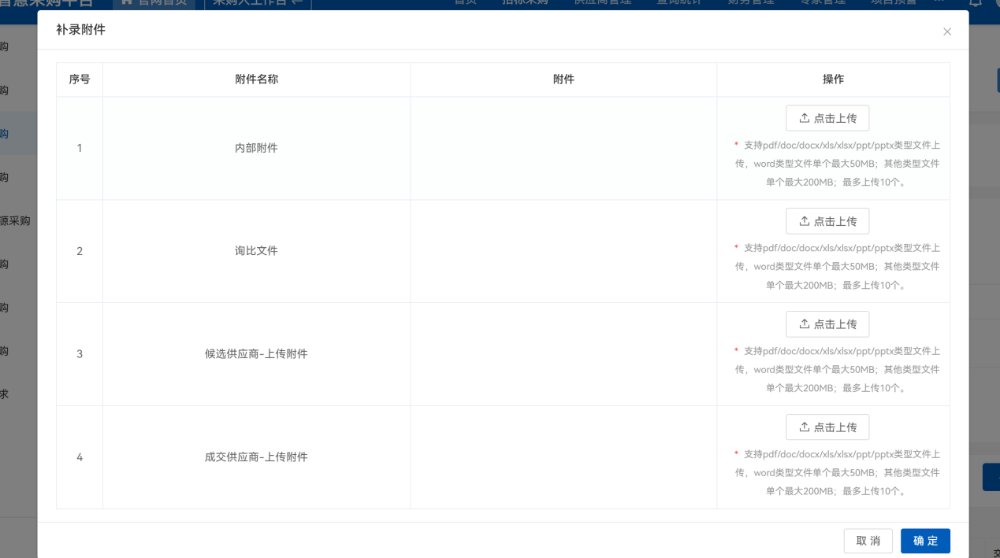 智慧采购平台 官网首页 采购人工作台 首页 招标采购 供应商管理 查询统计 财务管理 专家管理 项目预警 ...
补录附件
购
购
购
购
源采购
购
购
购
求
序号 附件名称 附件 操作
1 内部附件
点击上传
* 支持pdf/doc/docx/xls/xlsx/ppt/pptx类型文件上
传，word类型文件单个最大50MB；其他类型文件
单个最大200MB；最多上传10个。
2 询比文件
点击上传
* 支持pdf/doc/docx/xls/xlsx/ppt/pptx类型文件上
传，word类型文件单个最大50MB；其他类型文件
单个最大200MB；最多上传10个。
3 候选供应商-上传附件
点击上传
* 支持pdf/doc/docx/xls/xlsx/ppt/pptx类型文件上
传，word类型文件单个最大50MB；其他类型文件
单个最大200MB；最多上传10个。
4 成交供应商-上传附件
点击上传
* 支持pdf/doc/docx/xls/xlsx/ppt/pptx类型文件上
传，word类型文件单个最大50MB；其他类型文件
单个最大200MB；最多上传10个。
取 消 确 定